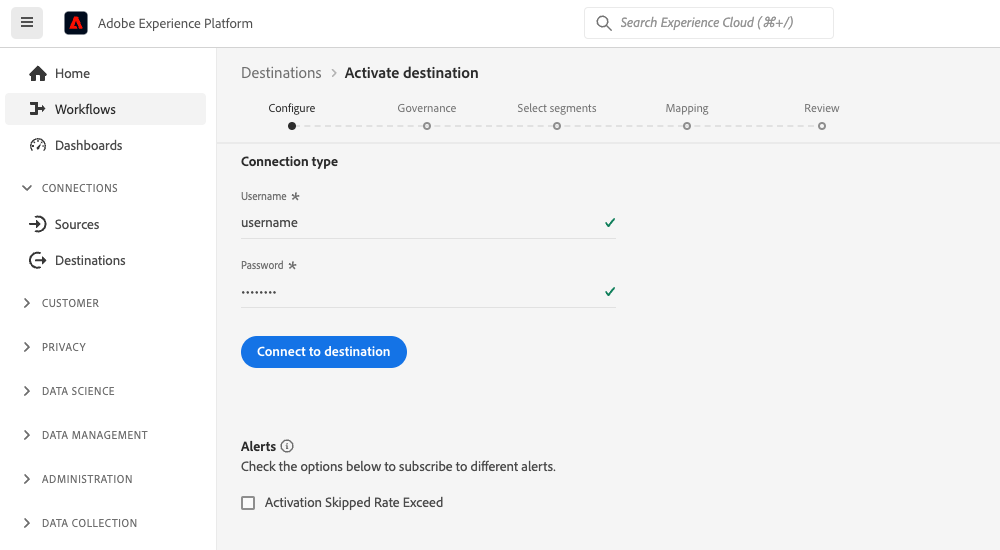 Adobe Experience Platform
Search Experience Cloud (⌘+/)
Home
Workflows
Dashboards
CONNECTIONS
Sources
Destinations
CUSTOMER
PRIVACY
DATA SCIENCE
DATA MANAGEMENT
ADMINISTRATION
DATA COLLECTION
Destinations > Activate destination
Configure Governance Select segments Mapping Review
Connection type
Username *
username
Password *
••••••••
Connect to destination
Alerts
Check the options below to subscribe to different alerts.
Activation Skipped Rate Exceed